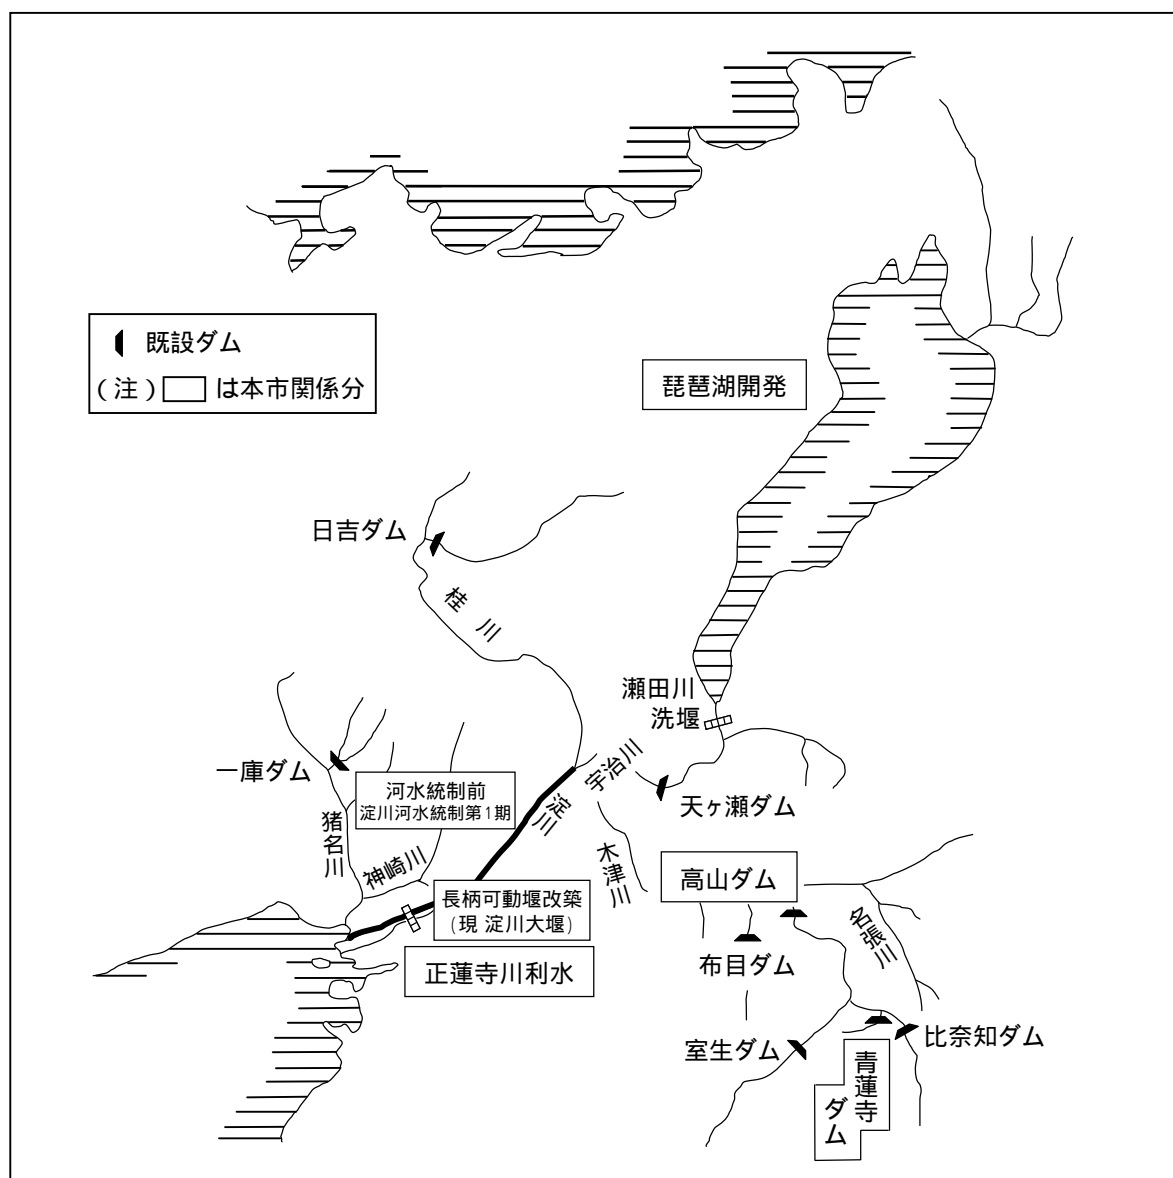 既設ダム
(注) は本市関係分
琵琶湖開発
日吉ダム
桂川
瀬田川
洗堰
一庫ダム
河水統制前
淀川河水統制第1期
宇治川
淀川
天ヶ瀬ダム
猪名川
神崎川
木津川
高山ダム
長柄可動堰改築
(現 淀川大堰)
名張川
布目ダム
正蓮寺川利水
比奈知ダム
室生ダム
青蓮寺
ダム